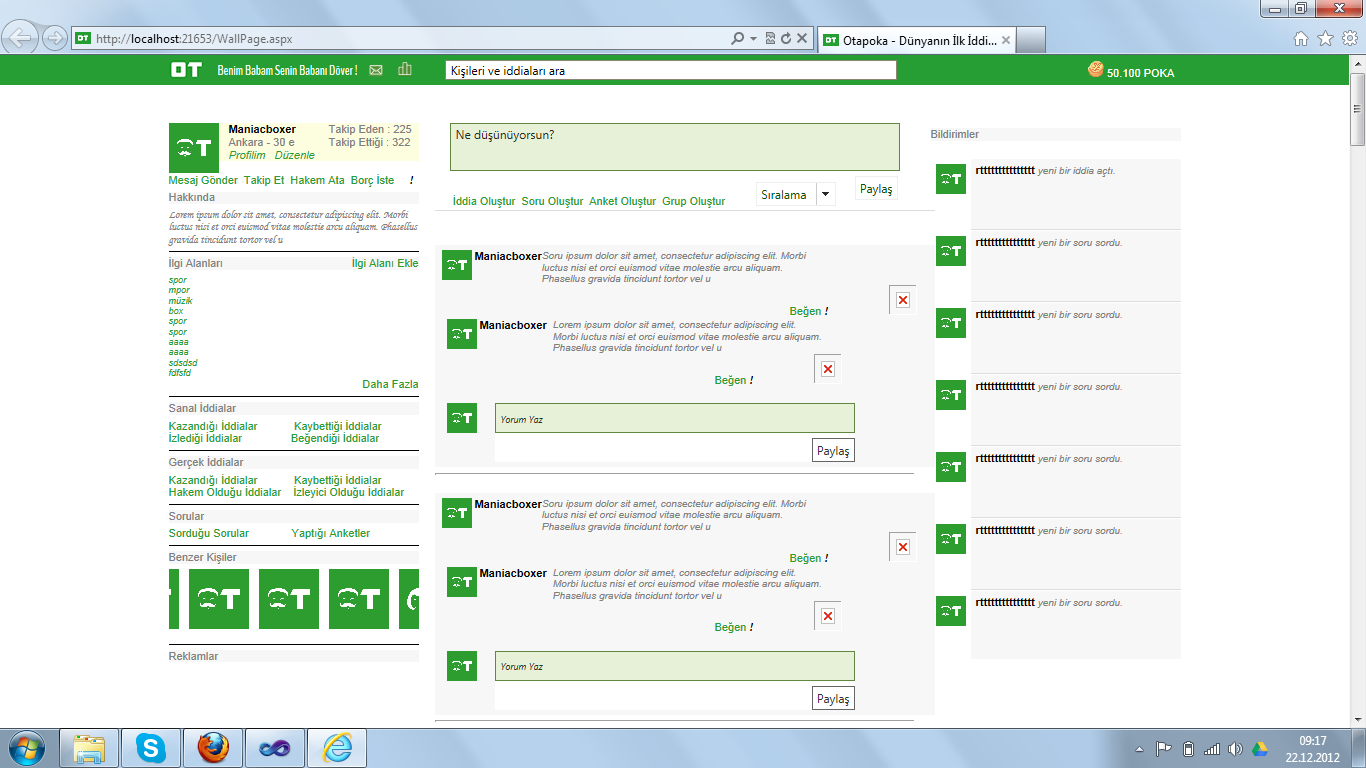 http://localhost:21653/WallPage.aspx
Otapoka - Dünyanın İlk İddi...
OT Benim Babam Senin Babanı Döver !
Kişileri ve iddiaları ara
50.100 POKA
Maniacboxer
Ankara - 30 e
Profilim Düzenle
Takip Eden : 225
Takip Ettiği : 322
Mesaj Gönder Takip Et Hakem Ata Borç İste !
Hakkında
Lorem ipsum dolor sit amet, consectetur adipiscing elit. Morbi
luctus nisi et orci euismod vitae molestie arcu aliquam. Phasellus
gravida tincidunt tortor vel u
İlgi Alanları İlgi Alanı Ekle
spor
mpor
müzik
box
spor
spor
aaaa
aaaa
sdsdsd
fdfsfd
Daha Fazla
Sanal İddialar
Kazandığı İddialar Kaybettiği İddialar
İzlediği İddialar Beğendiği İddialar
Gerçek İddialar
Kazandığı İddialar Kaybettiği İddialar
Hakem Olduğu İddialar İzleyici Olduğu İddialar
Sorular
Sorduğu Sorular Yaptığı Anketler
Benzer Kişiler
Reklamlar
Ne düşünüyorsun?
İddia Oluştur Soru Oluştur Anket Oluştur Grup Oluştur
Sıralama
Paylaş
Maniacboxer Soru ipsum dolor sit amet, consectetur adipiscing elit. Morbi
luctus nisi et orci euismod vitae molestie arcu aliquam.
Phasellus gravida tincidunt tortor vel u
Beğen !
Maniacboxer Lorem ipsum dolor sit amet, consectetur adipiscing elit.
Morbi luctus nisi et orci euismod vitae molestie arcu aliquam.
Phasellus gravida tincidunt tortor vel u
Beğen !
Yorum Yaz
Paylaş
Maniacboxer Soru ipsum dolor sit amet, consectetur adipiscing elit. Morbi
luctus nisi et orci euismod vitae molestie arcu aliquam.
Phasellus gravida tincidunt tortor vel u
Beğen !
Maniacboxer Lorem ipsum dolor sit amet, consectetur adipiscing elit.
Morbi luctus nisi et orci euismod vitae molestie arcu aliquam.
Phasellus gravida tincidunt tortor vel u
Beğen !
Yorum Yaz
Paylaş
Bildirimler
rtttttttttttttttt yeni bir iddia açtı.
rtttttttttttttttt yeni bir soru sordu.
rtttttttttttttttt yeni bir soru sordu.
rtttttttttttttttt yeni bir soru sordu.
rtttttttttttttttt yeni bir soru sordu.
rtttttttttttttttt yeni bir soru sordu.
rtttttttttttttttt yeni bir soru sordu.
09:17
22.12.2012